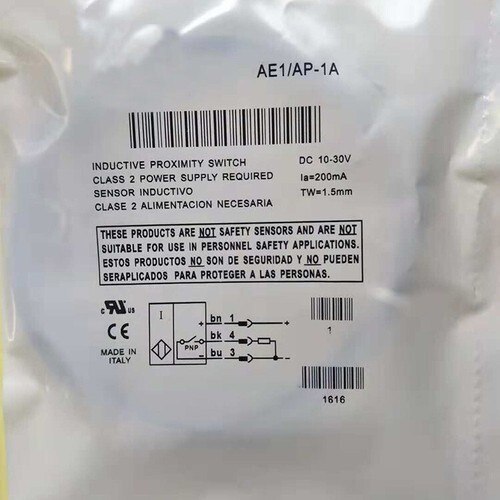 AE1/AP-1A
INDUCTIVE PROXIMITY SWITCH DC 10-30V
CLASS 2 POWER SUPPLY REQUIRED Ia=200mA
SENSOR INDUCTIVO TW=1.5mm
CLASE 2 ALIMENTACION NECESARIA
THESE PRODUCTS ARE NOT SAFETY SENSORS AND ARE NOT
SUITABLE FOR USE IN PERSONNEL SAFETY APPLICATIONS.
ESTOS PRODUCTOS NO SON DE SEGURIDAD Y NO PUEDEN
SERAPLICADOS PARA PROTEGER A LAS PERSONAS.
c RU us
CE
MADE IN
ITALY
I
+ bn 1 +
PNP bk 4
- bu 3 -
1
1616